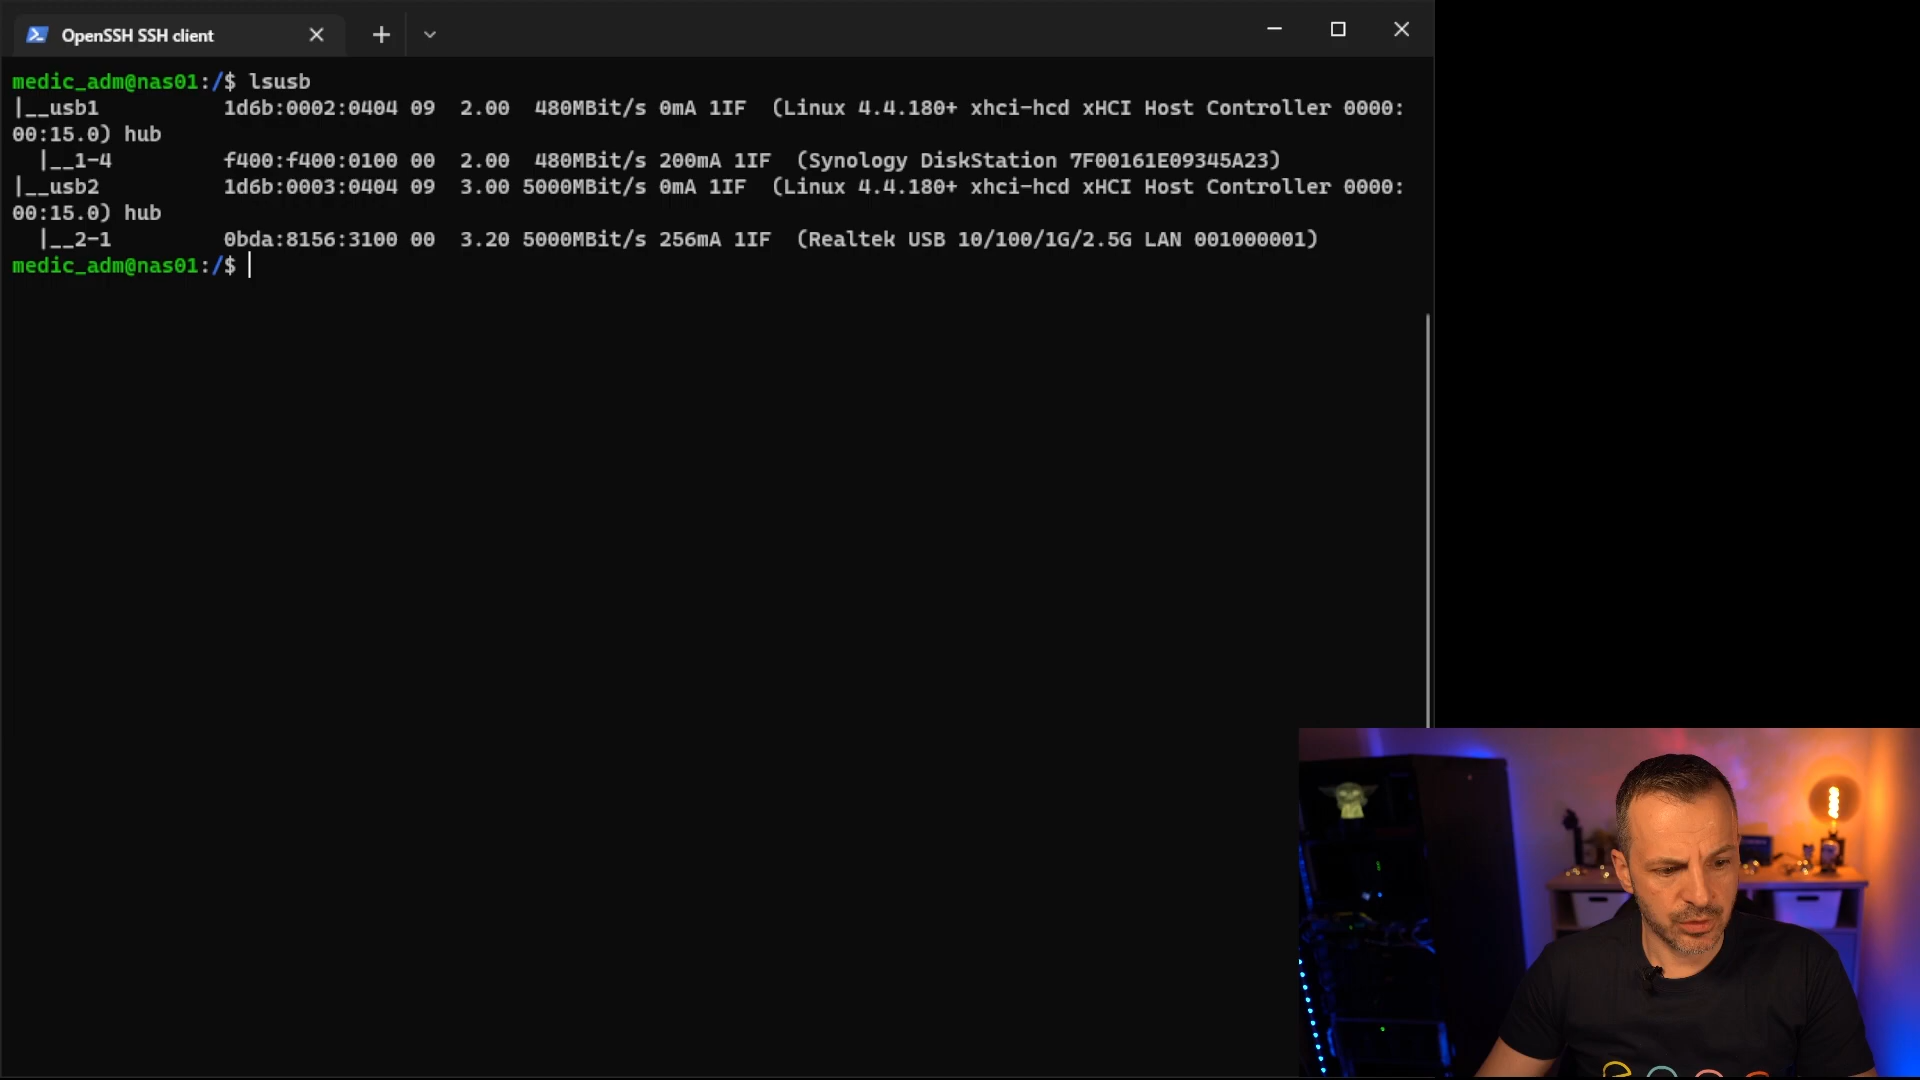 OpenSSH SSH client
medic_adm@nas01:/$ lsusb
|__usb1          1d6b:0002:0404 09  2.00  480MBit/s 0mA 1IF  (Linux 4.4.180+ xhci-hcd xHCI Host Controller 0000:
00:15.0) hub
  |__1-4         f400:f400:0100 00  2.00  480MBit/s 200mA 1IF  (Synology DiskStation 7F00161E09345A23)
|__usb2          1d6b:0003:0404 09  3.00 5000MBit/s 0mA 1IF  (Linux 4.4.180+ xhci-hcd xHCI Host Controller 0000:
00:15.0) hub
  |__2-1         0bda:8156:3100 00  3.20 5000MBit/s 256mA 1IF  (Realtek USB 10/100/1G/2.5G LAN 001000001)
medic_adm@nas01:/$